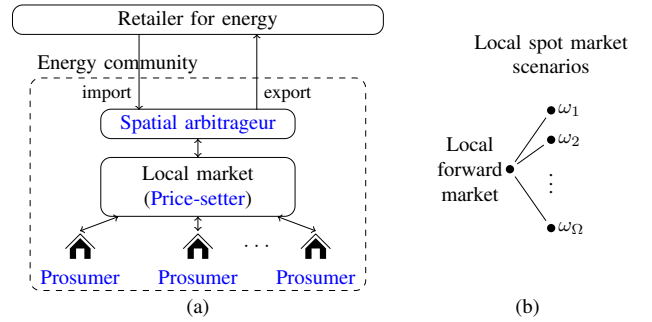 Retailer for energy
Energy community
import
export
Spatial arbitrageur
Local market
(Price-setter)
. . .
Prosumer
Prosumer
Prosumer
(a)
Local spot market
scenarios
ω₁
ω₂
Local
forward
market
⋮
ω_Ω
(b)